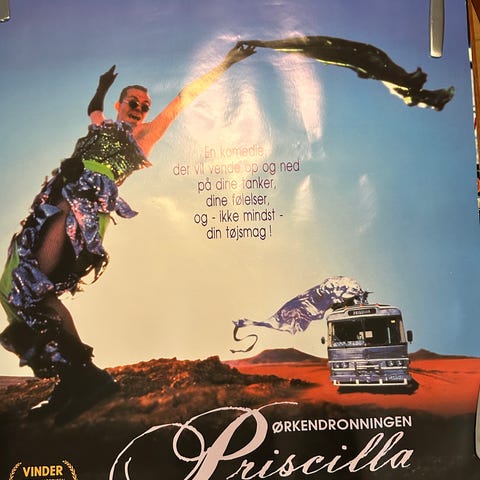 En komedie,
der vil vende op og ned
på dine tanker,
dine følelser,
og - ikke mindst -
din tøjsmag!
PRISCILLA
ØRKENDRONNINGEN
Priscilla
VINDER